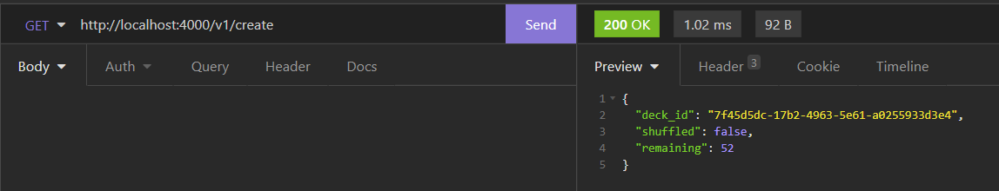 GET http://localhost:4000/v1/create Send 200 OK 1.02 ms 92 B
Body Auth Query Header Docs Preview Header 3 Cookie Timeline
1 {
2 "deck_id": "7f45d5dc-17b2-4963-5e61-a0255933d3e4",
3 "shuffled": false,
4 "remaining": 52
5 }